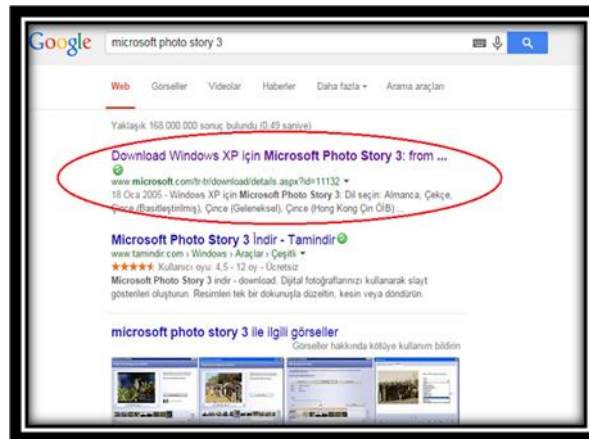 Google microsoft photo story 3
Web Görseller Videolar Haberler Daha fazla Arama araçları
Yaklaşık 168.000.000 sonuç bulundu (0,49 saniye)
Download Windows XP için Microsoft Photo Story 3: from ...
www.microsoft.com/tr-tr/download/details.aspx?id=11132
18 Oca 2005 - Windows XP için Microsoft Photo Story 3: Dil seçin: Almanca, Çekçe,
Çince (Basitleştirilmiş), Çince (Geleneksel), Çince (Hong Kong Çin ÖİB) ...
Microsoft Photo Story 3 İndir - Tamindir
www.tamindir.com › Windows › Araçlar › Çeşitli
Kullanıcı oyu: 4,5 - 12 oy - Ücretsiz
Microsoft Photo Story 3 indir - download. Dijital fotoğraflarınızı kullanarak slayt
gösterileri oluşturun. Resimleri tek bir dokunuşla düzeltin, kesin veya döndürün.
microsoft photo story 3 ile ilgili görseller
Görseller hakkında kötüye kullanım bildirin